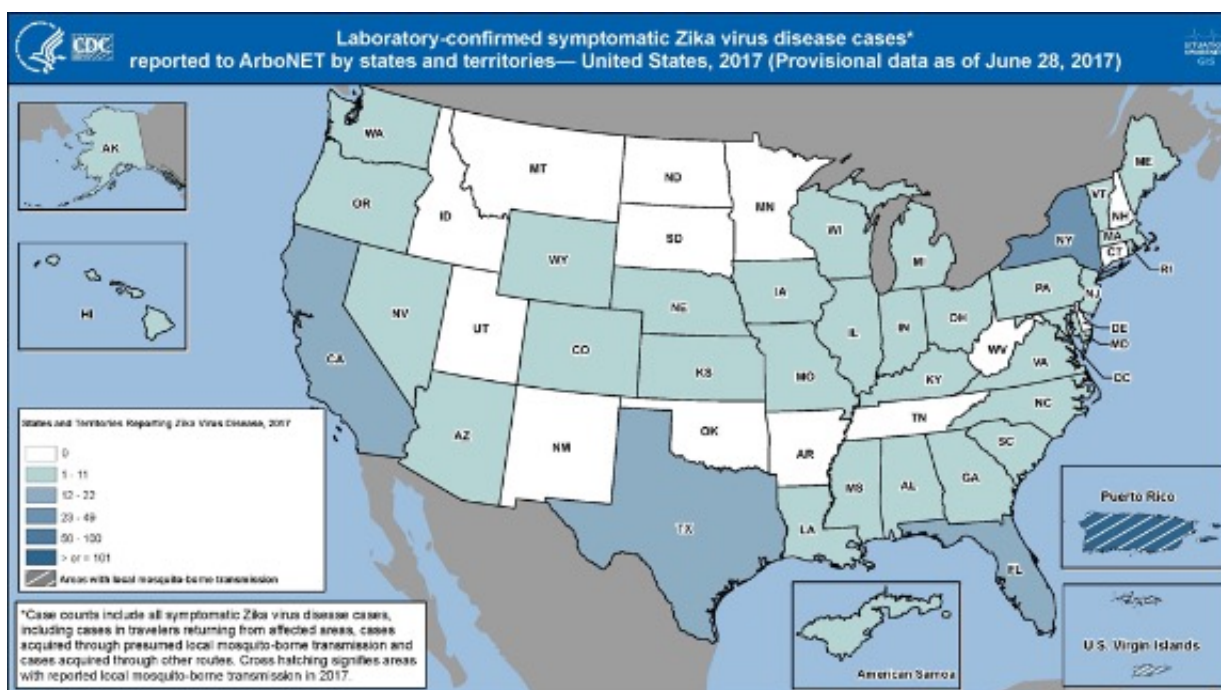 CDC
Laboratory-confirmed symptomatic Zika virus disease cases*
reported to ArboNET by states and territories— United States, 2017 (Provisional data as of June 28, 2017)
GIS
AK
HI
WA
OR
CA
NV
ID
MT
WY
UT
CO
AZ
NM
ND
SD
NE
KS
OK
TX
MN
IA
MO
AR
LA
WI
IL
MI
IN
OH
KY
TN
MS
AL
GA
FL
SC
NC
VA
WV
PA
NY
VT
NH
ME
MA
CT
RI
NJ
DE
MD
DC
States and Territories Reporting Zika Virus Disease, 2017
0
1 - 11
12 - 22
23 - 49
50 - 100
> or = 101
Areas with local mosquito-borne transmission
*Case counts include all symptomatic Zika virus disease cases,
including cases in travelers returning from affected areas, cases
acquired through presumed local mosquito-borne transmission and
cases acquired through other routes. Cross hatching signifies areas
with reported local mosquito-borne transmission in 2017.
American Samoa
Puerto Rico
U.S. Virgin Islands